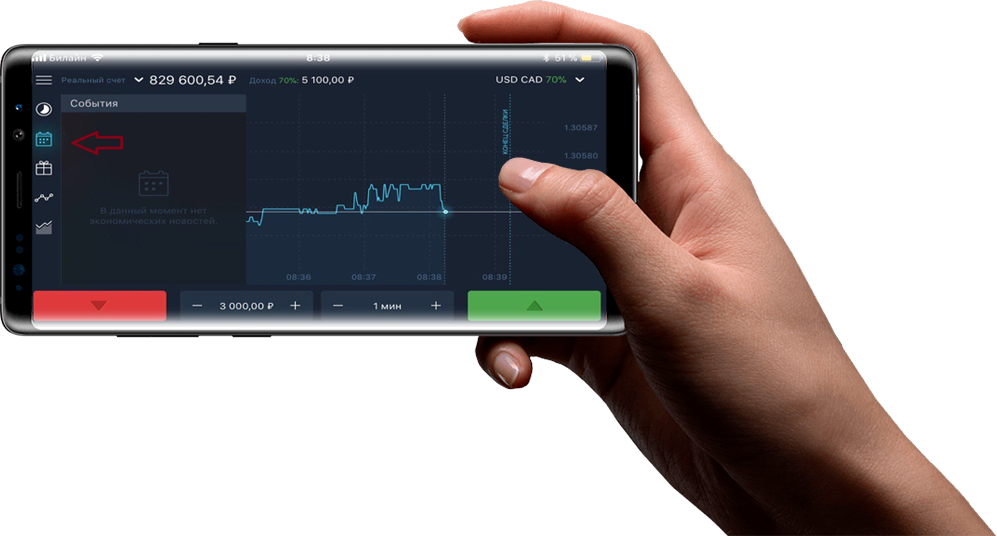 Билайн 8:38 51 %
Реальный счет 829 600,54 ₽ Доход 70%: 5 100,00 ₽ USD CAD 70%
События
КОНЕЦ СДЕЛКИ
1.30587
1.30580
В данный момент нет
экономических новостей.
08:36 08:37 08:38 08:39
− 3 000,00 ₽ + − 1 мин +